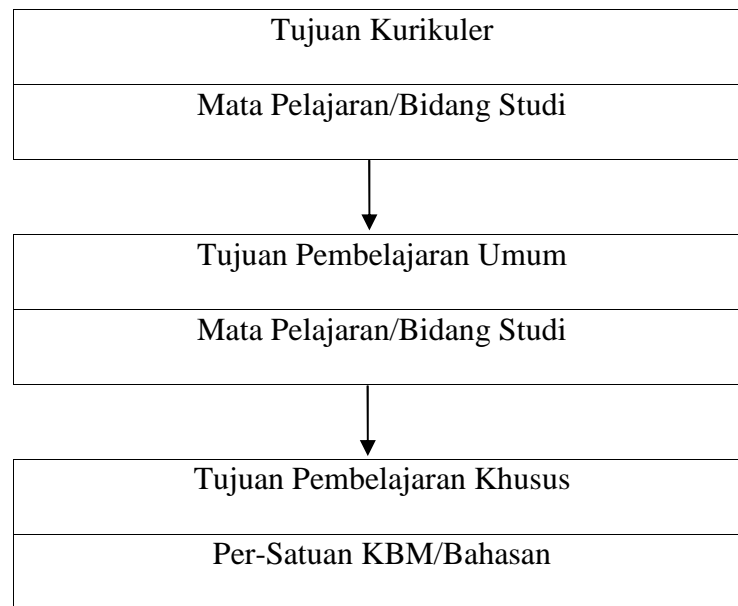 Tujuan Kurikuler
Mata Pelajaran/Bidang Studi
Tujuan Pembelajaran Umum
Mata Pelajaran/Bidang Studi
Tujuan Pembelajaran Khusus
Per-Satuan KBM/Bahasan